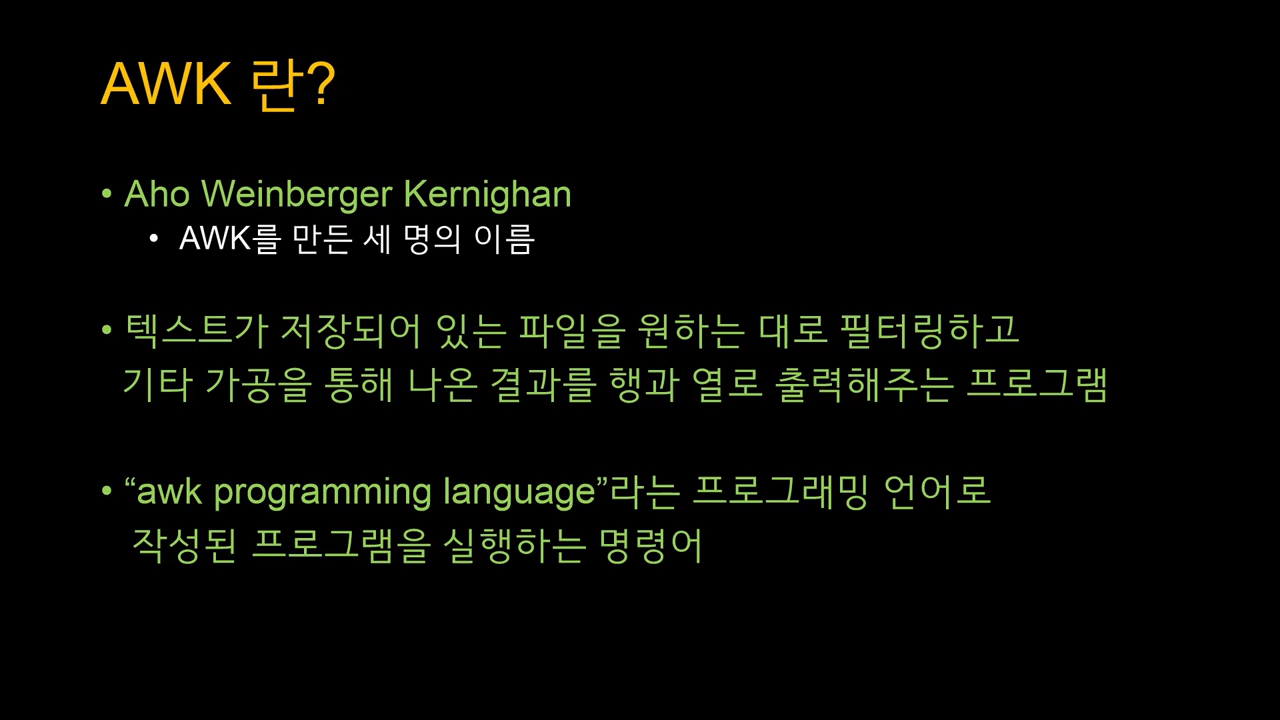 AWK 란?
• Aho Weinberger Kernighan
• AWK를 만든 세 명의 이름
• 텍스트가 저장되어 있는 파일을 원하는 대로 필터링하고
기타 가공을 통해 나온 결과를 행과 열로 출력해주는 프로그램
• “awk programming language”라는 프로그래밍 언어로
작성된 프로그램을 실행하는 명령어